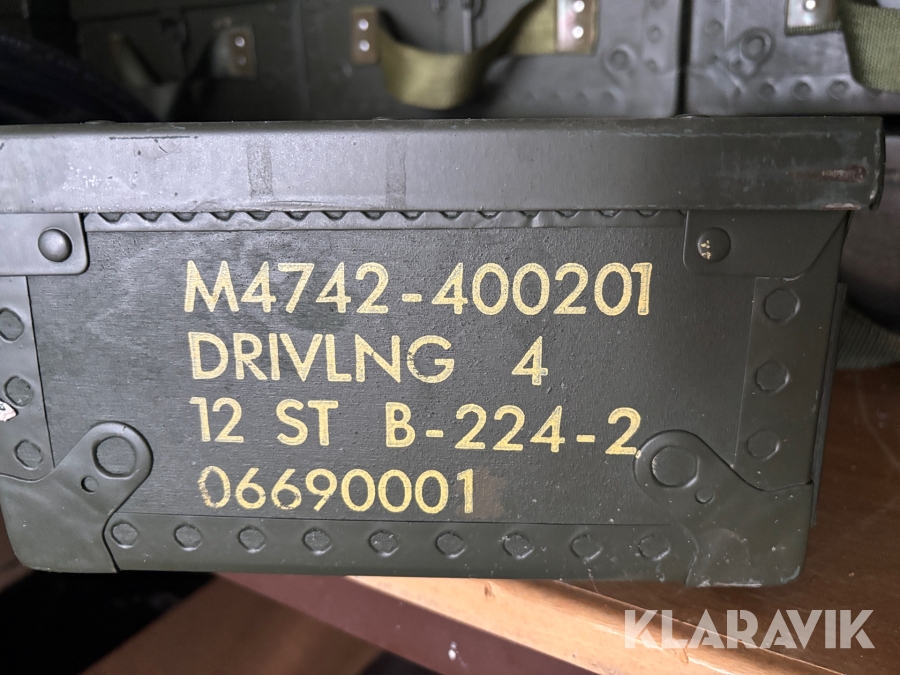 M4742-400201
DRIVLNG 4
12 ST B-224-2
06690001
KLARAVIK